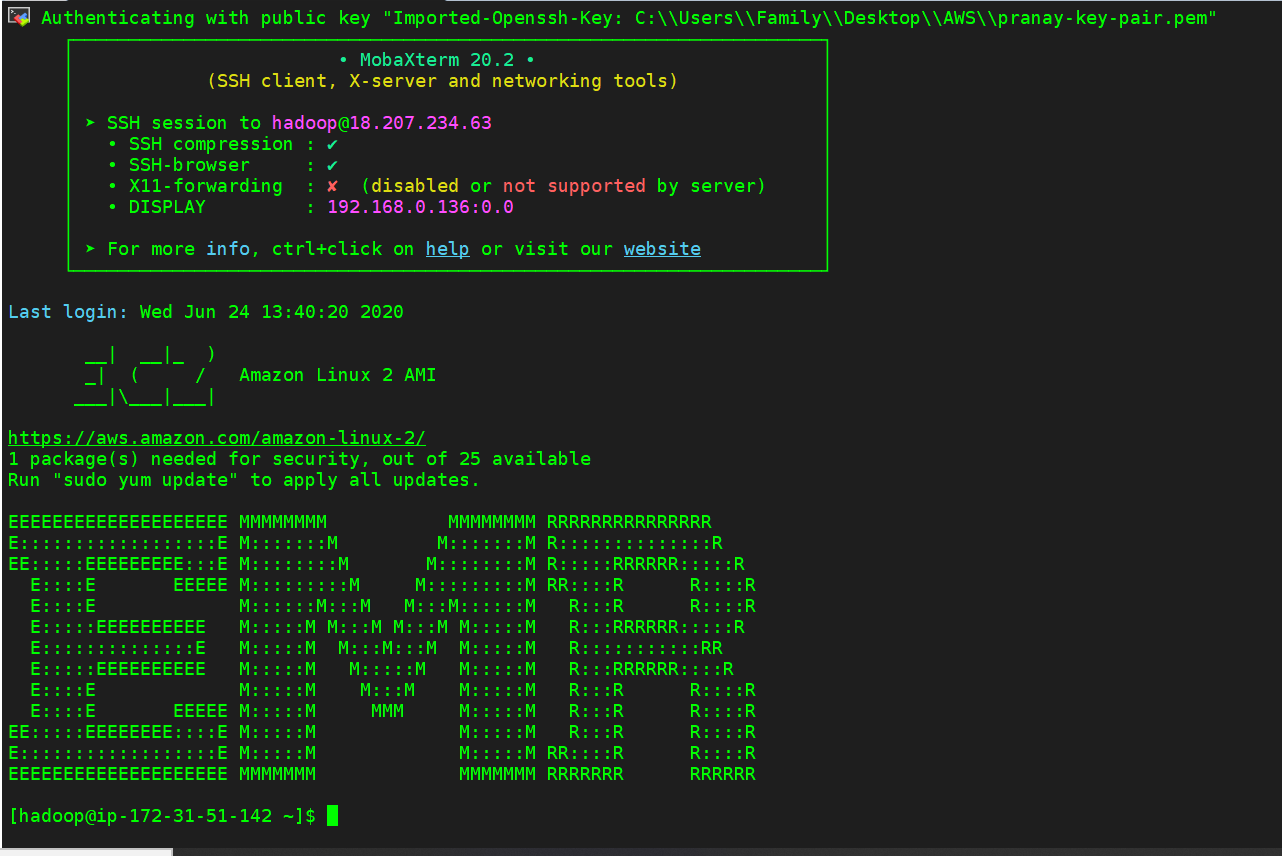 Authenticating with public key "Imported-Openssh-Key: C:\\Users\\Family\\Desktop\\AWS\\pranay-key-pair.pem"
• MobaXterm 20.2 •
(SSH client, X-server and networking tools)
➤ SSH session to hadoop@18.207.234.63
• SSH compression : ✔
• SSH-browser     : ✔
• X11-forwarding  : ✘  (disabled or not supported by server)
• DISPLAY         : 192.168.0.136:0.0
➤ For more info, ctrl+click on help or visit our website
Last login: Wed Jun 24 13:40:20 2020
       __|  __|_  )
       _|  (     /   Amazon Linux 2 AMI
      ___|\___|___|
https://aws.amazon.com/amazon-linux-2/
1 package(s) needed for security, out of 25 available
Run "sudo yum update" to apply all updates.
EEEEEEEEEEEEEEEEEEEE MMMMMMMM           MMMMMMMM RRRRRRRRRRRRRRR
E::::::::::::::::::E M:::::::M         M:::::::M R::::::::::::::R
EE:::::EEEEEEEEE:::E M::::::::M       M::::::::M R:::::RRRRRR:::::R
  E::::E       EEEEE M:::::::::M     M:::::::::M RR::::R      R::::R
  E::::E             M::::::M:::M   M:::M::::::M   R:::R      R::::R
  E:::::EEEEEEEEEE   M:::::M M:::M M:::M M:::::M   R:::RRRRRR:::::R
  E::::::::::::::E   M:::::M  M:::M:::M  M:::::M   R:::::::::::RR
  E:::::EEEEEEEEEE   M:::::M   M:::::M   M:::::M   R:::RRRRRR::::R
  E::::E             M:::::M    M:::M    M:::::M   R:::R      R::::R
  E::::E       EEEEE M:::::M     MMM     M:::::M   R:::R      R::::R
EE:::::EEEEEEEE::::E M:::::M             M:::::M   R:::R      R::::R
E::::::::::::::::::E M:::::M             M:::::M RR::::R      R::::R
EEEEEEEEEEEEEEEEEEEE MMMMMMM             MMMMMMM RRRRRRR      RRRRRR
[hadoop@ip-172-31-51-142 ~]$